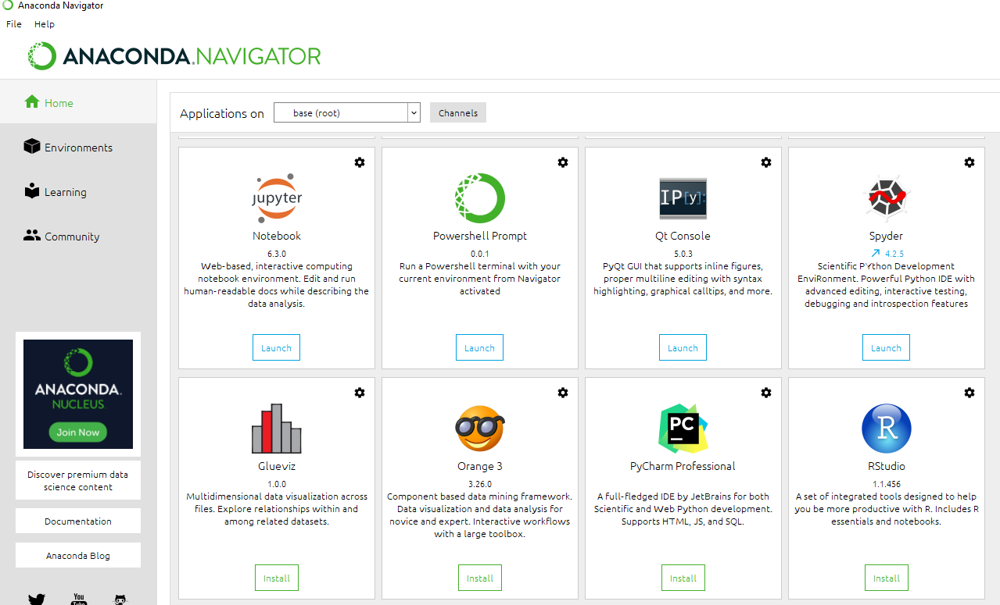 Anaconda Navigator
File Help
ANACONDA.NAVIGATOR
Home
Environments
Learning
Community
ANACONDA.
NUCLEUS
Join Now
Discover premium data
science content
Documentation
Anaconda Blog
You
Tube
Applications on base (root) Channels
jupyter
Notebook
6.3.0
Web-based, interactive computing
notebook environment. Edit and run
human-readable docs while describing the
data analysis.
Launch
Powershell Prompt
0.0.1
Run a Powershell terminal with your
current environment from Navigator
activated
Launch
IP[y]:
Qt Console
5.0.3
PyQt GUI that supports inline figures,
proper multiline editing with syntax
highlighting, graphical calltips, and more.
Launch
Spyder
4.2.5
Scientific PYthon Development
EnviRonment. Powerful Python IDE with
advanced editing, interactive testing,
debugging and introspection features
Launch
Glueviz
1.0.0
Multidimensional data visualization across
files. Explore relationships within and
among related datasets.
Install
Orange 3
3.26.0
Component based data mining framework.
Data visualization and data analysis for
novice and expert. Interactive workflows
with a large toolbox.
Install
PC
PyCharm Professional
A full-fledged IDE by JetBrains for both
Scientific and Web Python development.
Supports HTML, JS, and SQL.
Install
R
RStudio
1.1.456
A set of integrated tools designed to help
you be more productive with R. Includes R
essentials and notebooks.
Install